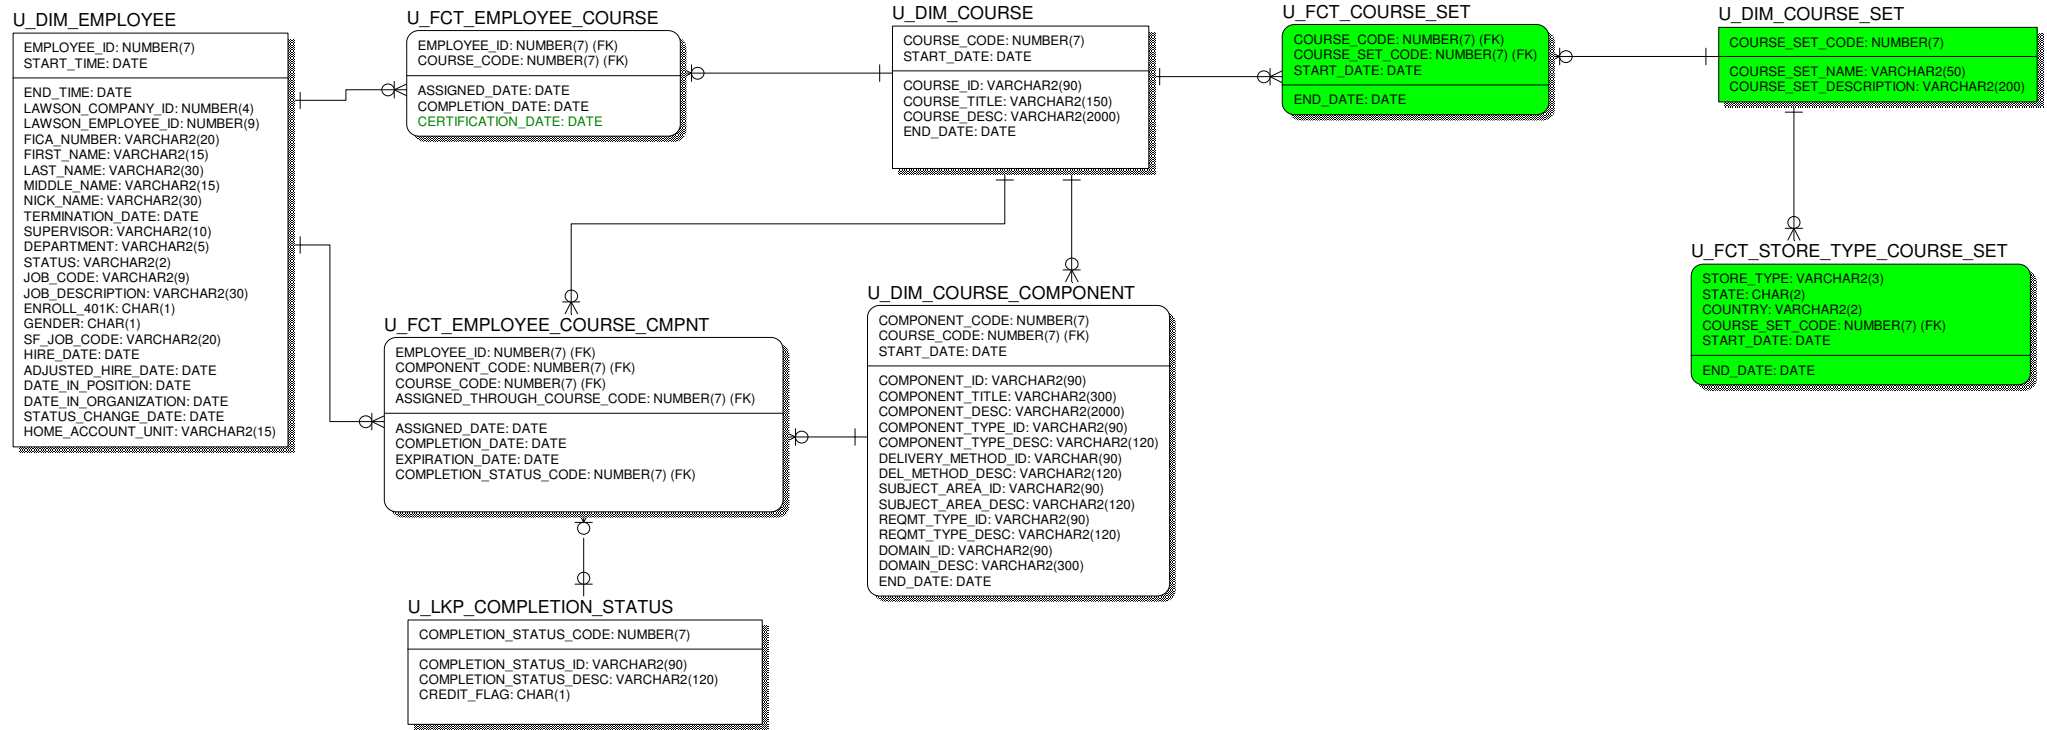 U_DIM_EMPLOYEE
EMPLOYEE_ID: NUMBER(7)
START_TIME: DATE
END_TIME: DATE
LAWSON_COMPANY_ID: NUMBER(4)
LAWSON_EMPLOYEE_ID: NUMBER(9)
FICA_NUMBER: VARCHAR2(20)
FIRST_NAME: VARCHAR2(15)
LAST_NAME: VARCHAR2(30)
MIDDLE_NAME: VARCHAR2(15)
NICK_NAME: VARCHAR2(30)
TERMINATION_DATE: DATE
SUPERVISOR: VARCHAR2(10)
DEPARTMENT: VARCHAR2(5)
STATUS: VARCHAR2(2)
JOB_CODE: VARCHAR2(9)
JOB_DESCRIPTION: VARCHAR2(30)
ENROLL_401K: CHAR(1)
GENDER: CHAR(1)
SF_JOB_CODE: VARCHAR2(20)
HIRE_DATE: DATE
ADJUSTED_HIRE_DATE: DATE
DATE_IN_POSITION: DATE
DATE_IN_ORGANIZATION: DATE
STATUS_CHANGE_DATE: DATE
HOME_ACCOUNT_UNIT: VARCHAR2(15)
U_FCT_EMPLOYEE_COURSE
EMPLOYEE_ID: NUMBER(7) (FK)
COURSE_CODE: NUMBER(7) (FK)
ASSIGNED_DATE: DATE
COMPLETION_DATE: DATE
CERTIFICATION_DATE: DATE
U_DIM_COURSE
COURSE_CODE: NUMBER(7)
START_DATE: DATE
COURSE_ID: VARCHAR2(90)
COURSE_TITLE: VARCHAR2(150)
COURSE_DESC: VARCHAR2(2000)
END_DATE: DATE
U_FCT_COURSE_SET
COURSE_CODE: NUMBER(7) (FK)
COURSE_SET_CODE: NUMBER(7) (FK)
START_DATE: DATE
END_DATE: DATE
U_DIM_COURSE_SET
COURSE_SET_CODE: NUMBER(7)
COURSE_SET_NAME: VARCHAR2(50)
COURSE_SET_DESCRIPTION: VARCHAR2(200)
U_FCT_STORE_TYPE_COURSE_SET
STORE_TYPE: VARCHAR2(3)
STATE: CHAR(2)
COUNTRY: VARCHAR2(2)
COURSE_SET_CODE: NUMBER(7) (FK)
START_DATE: DATE
END_DATE: DATE
U_FCT_EMPLOYEE_COURSE_CMPNT
EMPLOYEE_ID: NUMBER(7) (FK)
COMPONENT_CODE: NUMBER(7) (FK)
COURSE_CODE: NUMBER(7) (FK)
ASSIGNED_THROUGH_COURSE_CODE: NUMBER(7) (FK)
ASSIGNED_DATE: DATE
COMPLETION_DATE: DATE
EXPIRATION_DATE: DATE
COMPLETION_STATUS_CODE: NUMBER(7) (FK)
U_DIM_COURSE_COMPONENT
COMPONENT_CODE: NUMBER(7)
COURSE_CODE: NUMBER(7) (FK)
START_DATE: DATE
COMPONENT_ID: VARCHAR2(90)
COMPONENT_TITLE: VARCHAR2(300)
COMPONENT_DESC: VARCHAR2(2000)
COMPONENT_TYPE_ID: VARCHAR2(90)
COMPONENT_TYPE_DESC: VARCHAR2(120)
DELIVERY_METHOD_ID: VARCHAR(90)
DEL_METHOD_DESC: VARCHAR2(120)
SUBJECT_AREA_ID: VARCHAR2(90)
SUBJECT_AREA_DESC: VARCHAR2(120)
REQMT_TYPE_ID: VARCHAR2(90)
REQMT_TYPE_DESC: VARCHAR2(120)
DOMAIN_ID: VARCHAR2(90)
DOMAIN_DESC: VARCHAR2(300)
END_DATE: DATE
U_LKP_COMPLETION_STATUS
COMPLETION_STATUS_CODE: NUMBER(7)
COMPLETION_STATUS_ID: VARCHAR2(90)
COMPLETION_STATUS_DESC: VARCHAR2(120)
CREDIT_FLAG: CHAR(1)